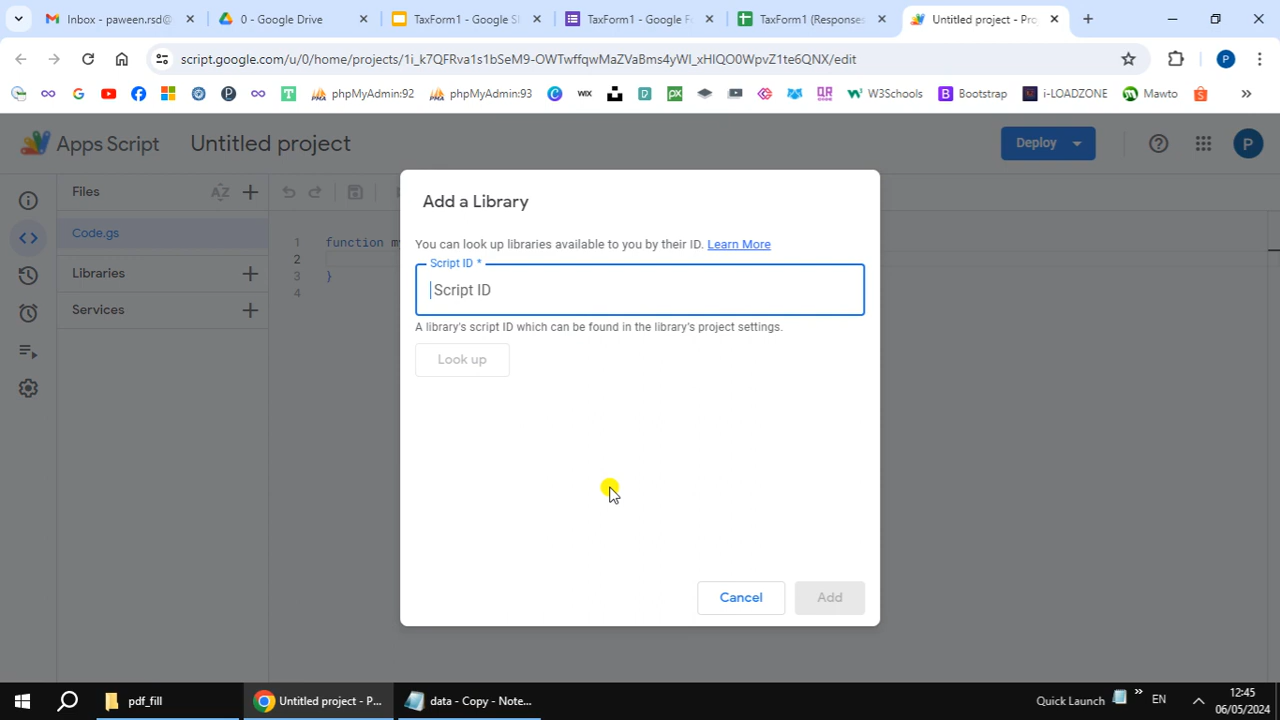 Inbox - paween.rsd@
0 - Google Drive
TaxForm1 - Google Sl
TaxForm1 - Google Fo
TaxForm1 (Responses
Untitled project - Pro
script.google.com/u/0/home/projects/1i_k7QFRva1s1bSeM9-OWTwffqwMaZVaBms4yWl_xHIQO0WpvZ1te6QNX/edit
P
phpMyAdmin:92
phpMyAdmin:93
WIX
W3Schools
Bootstrap
i-LOADZONE
Mawto
Apps Script
Untitled project
Deploy
P
Files
AZ
Code.gs
Libraries
Services
1
2
3
4
function m
}
Add a Library
You can look up libraries available to you by their ID. Learn More
Script ID *
Script ID
A library's script ID which can be found in the library's project settings.
Look up
Cancel
Add
pdf_fill
Untitled project - P...
data - Copy - Note...
Quick Launch
EN
12:45
06/05/2024